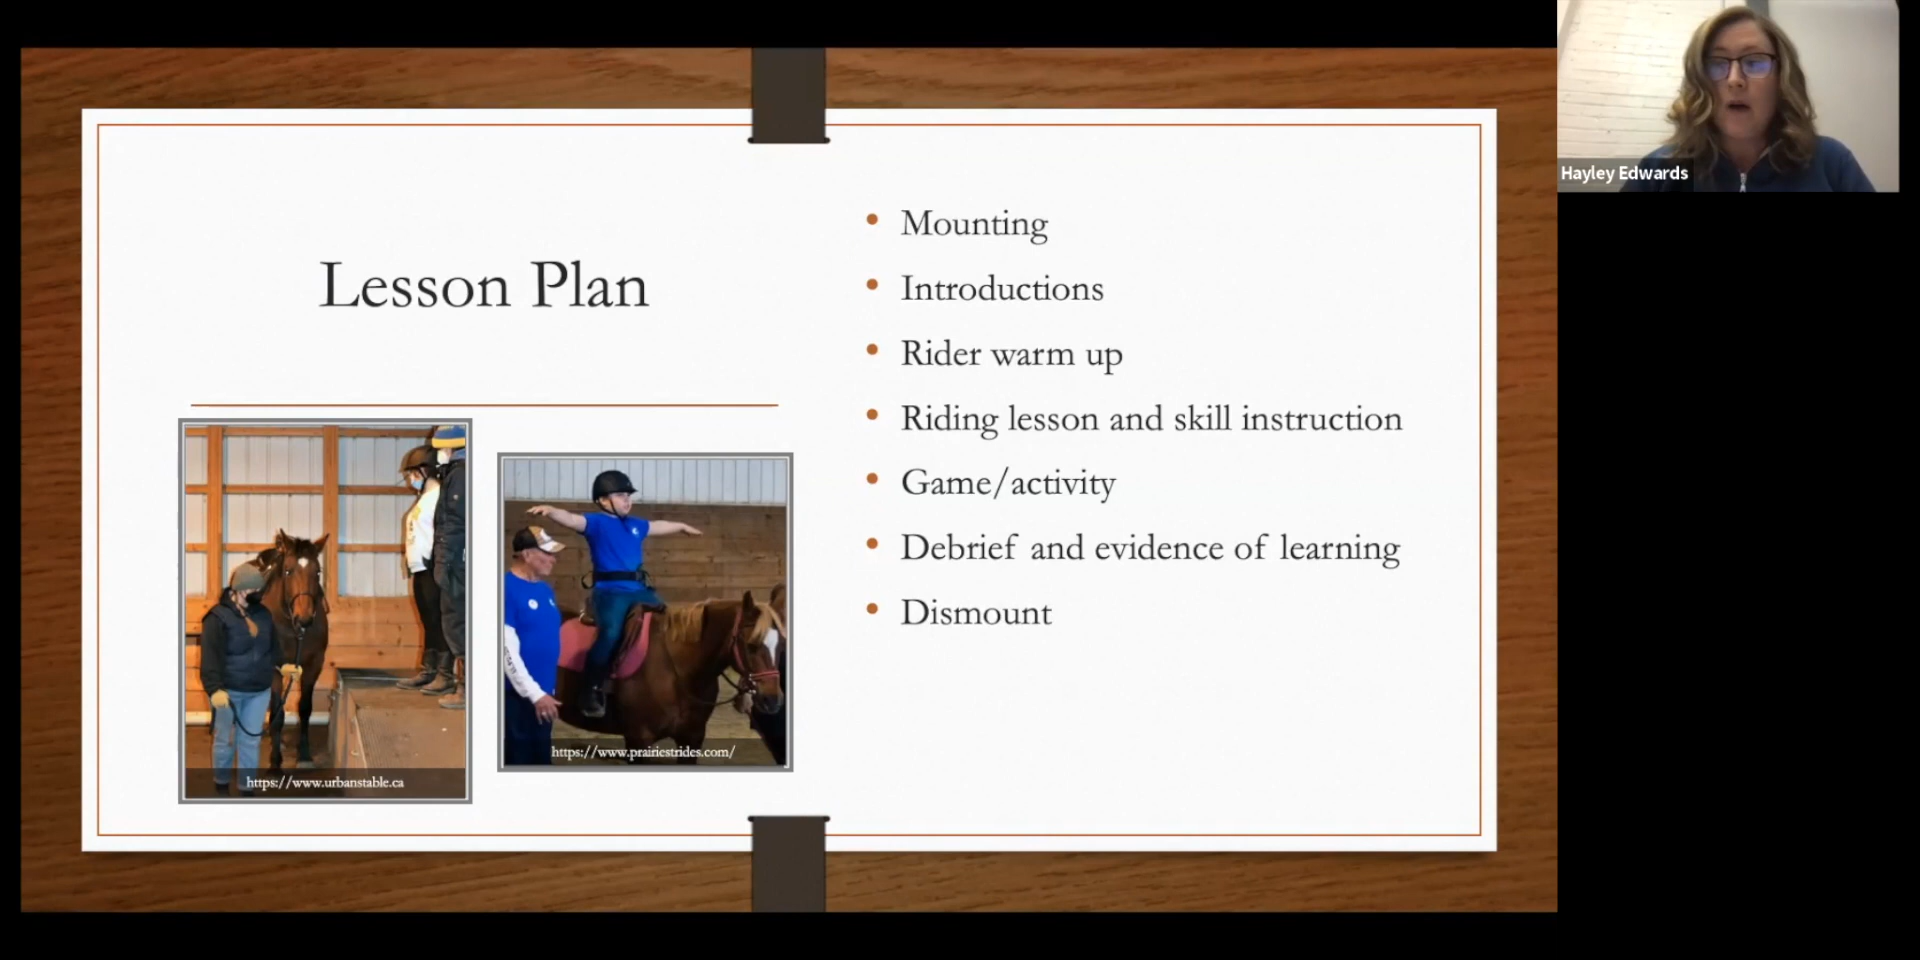 Lesson Plan
https://www.urbanstable.ca
https://www.prairiestrides.com/
Mounting
Introductions
Rider warm up
Riding lesson and skill instruction
Game/activity
Debrief and evidence of learning
Dismount
Hayley Edwards